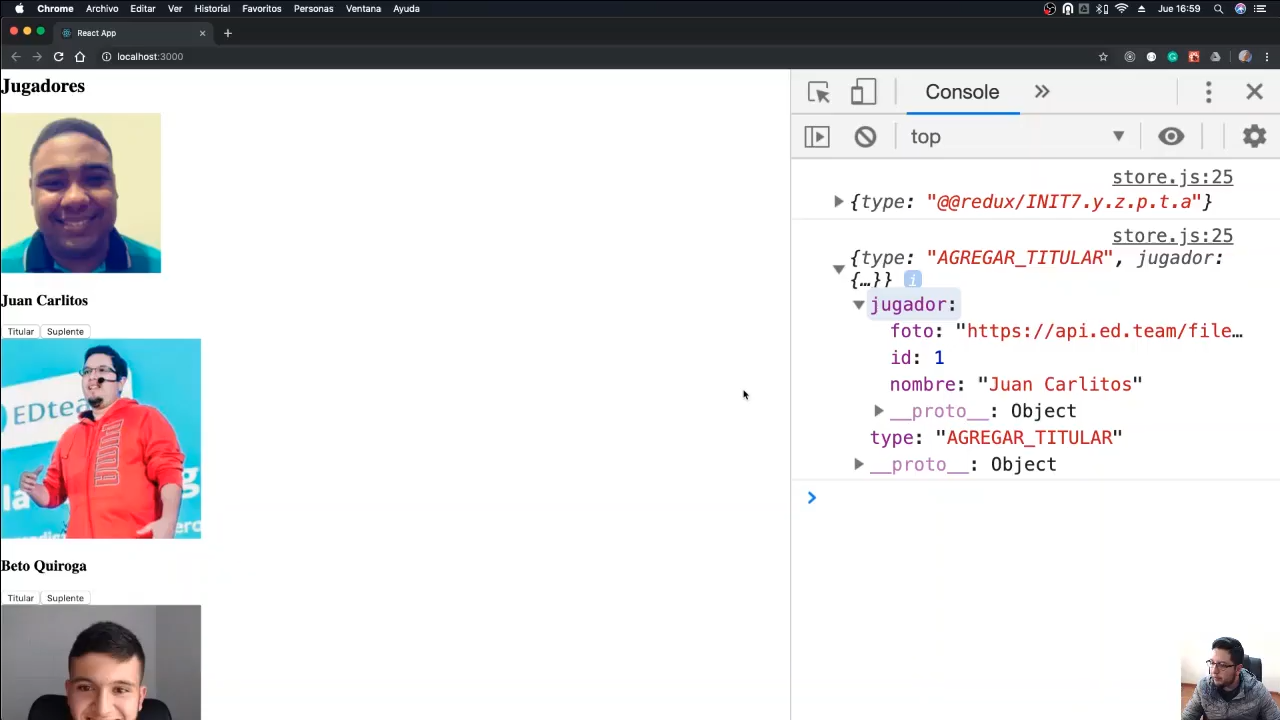 Chrome Archivo Editar Ver Historial Favoritos Personas Ventana Ayuda Jue 16:59
React App
localhost:3000
Jugadores
Juan Carlitos
Titular Suplente
EDtea
Beto Quiroga
Titular Suplente
Console
top
store.js:25
{type: "@@redux/INIT7.y.z.p.t.a"}
store.js:25
{type: "AGREGAR_TITULAR", jugador:
{…}} i
jugador:
foto: "https://api.ed.team/file…
id: 1
nombre: "Juan Carlitos"
__proto__: Object
type: "AGREGAR_TITULAR"
__proto__: Object